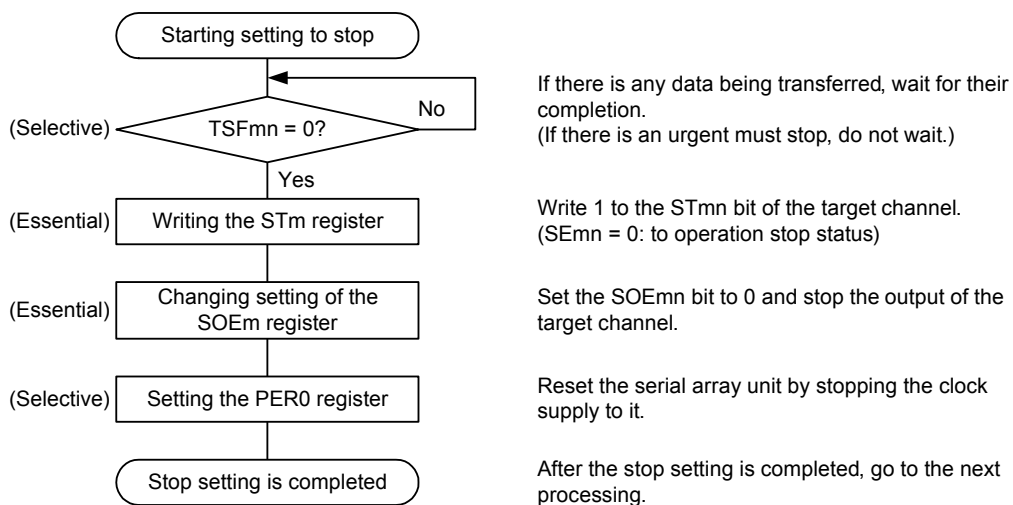 Starting setting to stop
If there is any data being transferred, wait for their
completion.
(If there is an urgent must stop, do not wait.)
(Selective)
TSFmn = 0?
No
Yes
(Essential)
Writing the STm register
Write 1 to the STmn bit of the target channel.
(SEmn = 0: to operation stop status)
(Essential)
Changing setting of the
SOEm register
Set the SOEmn bit to 0 and stop the output of the
target channel.
(Selective)
Setting the PER0 register
Reset the serial array unit by stopping the clock
supply to it.
Stop setting is completed
After the stop setting is completed, go to the next
processing.